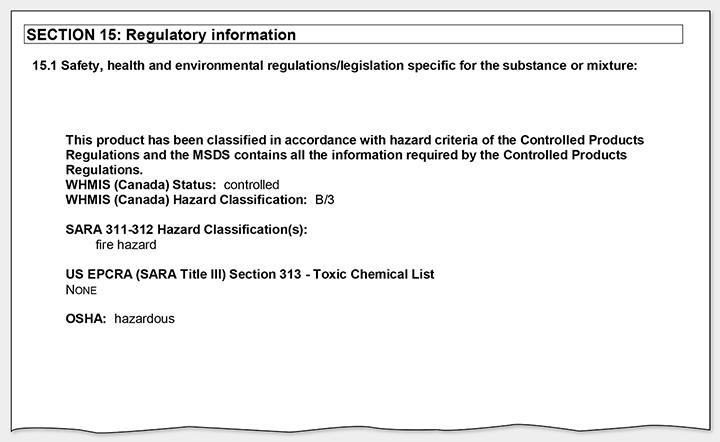 SECTION 15: Regulatory information
15.1 Safety, health and environmental regulations/legislation specific for the substance or mixture:
This product has been classified in accordance with hazard criteria of the Controlled Products
Regulations and the MSDS contains all the information required by the Controlled Products
Regulations.
WHMIS (Canada) Status: controlled
WHMIS (Canada) Hazard Classification: B/3
SARA 311-312 Hazard Classification(s):
fire hazard
US EPCRA (SARA Title III) Section 313 - Toxic Chemical List
NONE
OSHA: hazardous